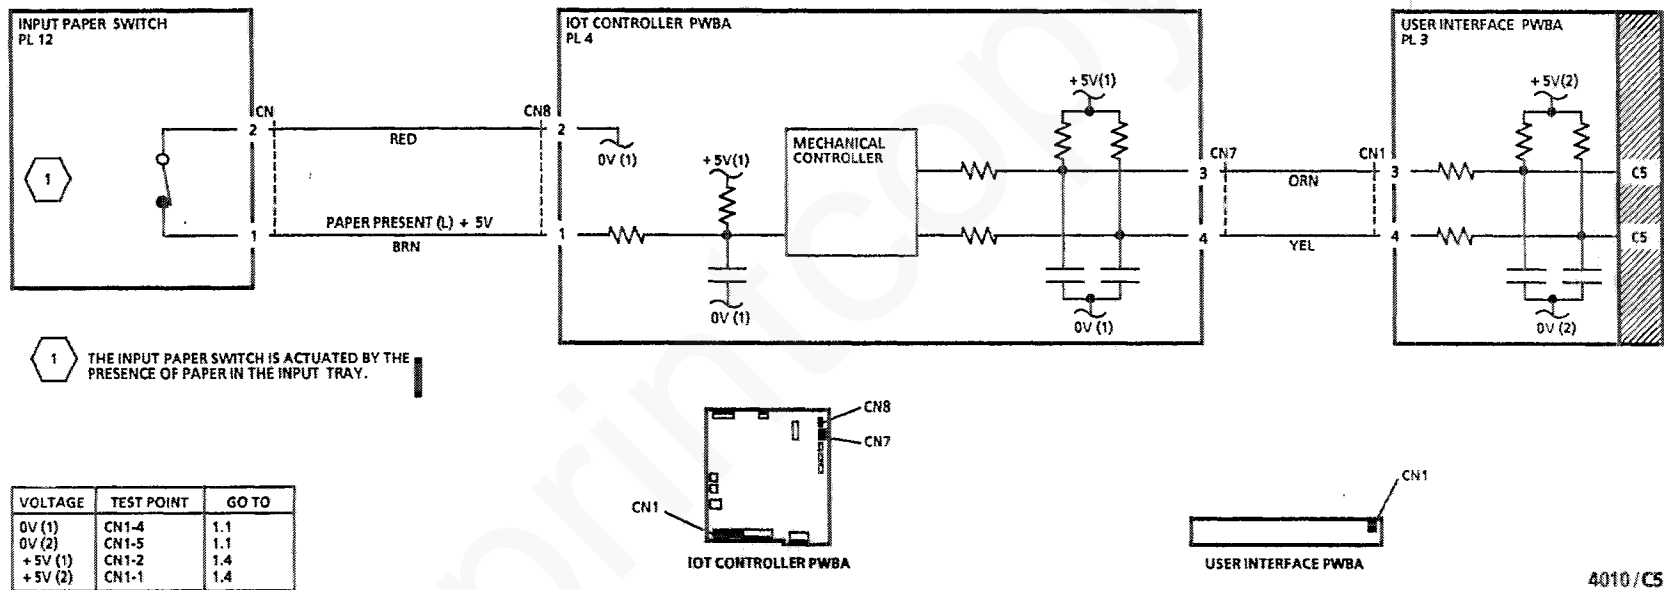 INPUT PAPER SWITCH
PL 12
IOT CONTROLLER PWBA
PL 4
USER INTERFACE PWBA
PL 3
CN
CN8
2
RED
2
0V (1)
+5V(1)
MECHANICAL
CONTROLLER
+5V(1)
+5V(2)
1
CN7
CN1
3
ORN
3
C5
1
PAPER PRESENT (L) + 5V
BRN
1
4
YEL
4
C5
0V (1)
0V (1)
0V (2)
1
THE INPUT PAPER SWITCH IS ACTUATED BY THE
PRESENCE OF PAPER IN THE INPUT TRAY.
CN8
CN7
CN1
IOT CONTROLLER PWBA
CN1
USER INTERFACE PWBA
VOLTAGE TEST POINT GO TO
0V (1) CN1-4 1.1
0V (2) CN1-5 1.1
+5V (1) CN1-2 1.4
+5V (2) CN1-1 1.4
4010/C5
printcopy